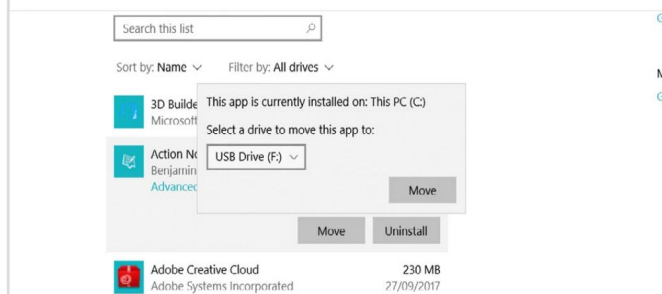 Search this list
Sort by: Name Filter by: All drives
3D Builde
Microsoft
This app is currently installed on: This PC (C:)
Select a drive to move this app to:
USB Drive (F:)
Move
Action No
Benjamin
Advanced
Move Uninstall
Adobe Creative Cloud 230 MB
Adobe Systems Incorporated 27/09/2017